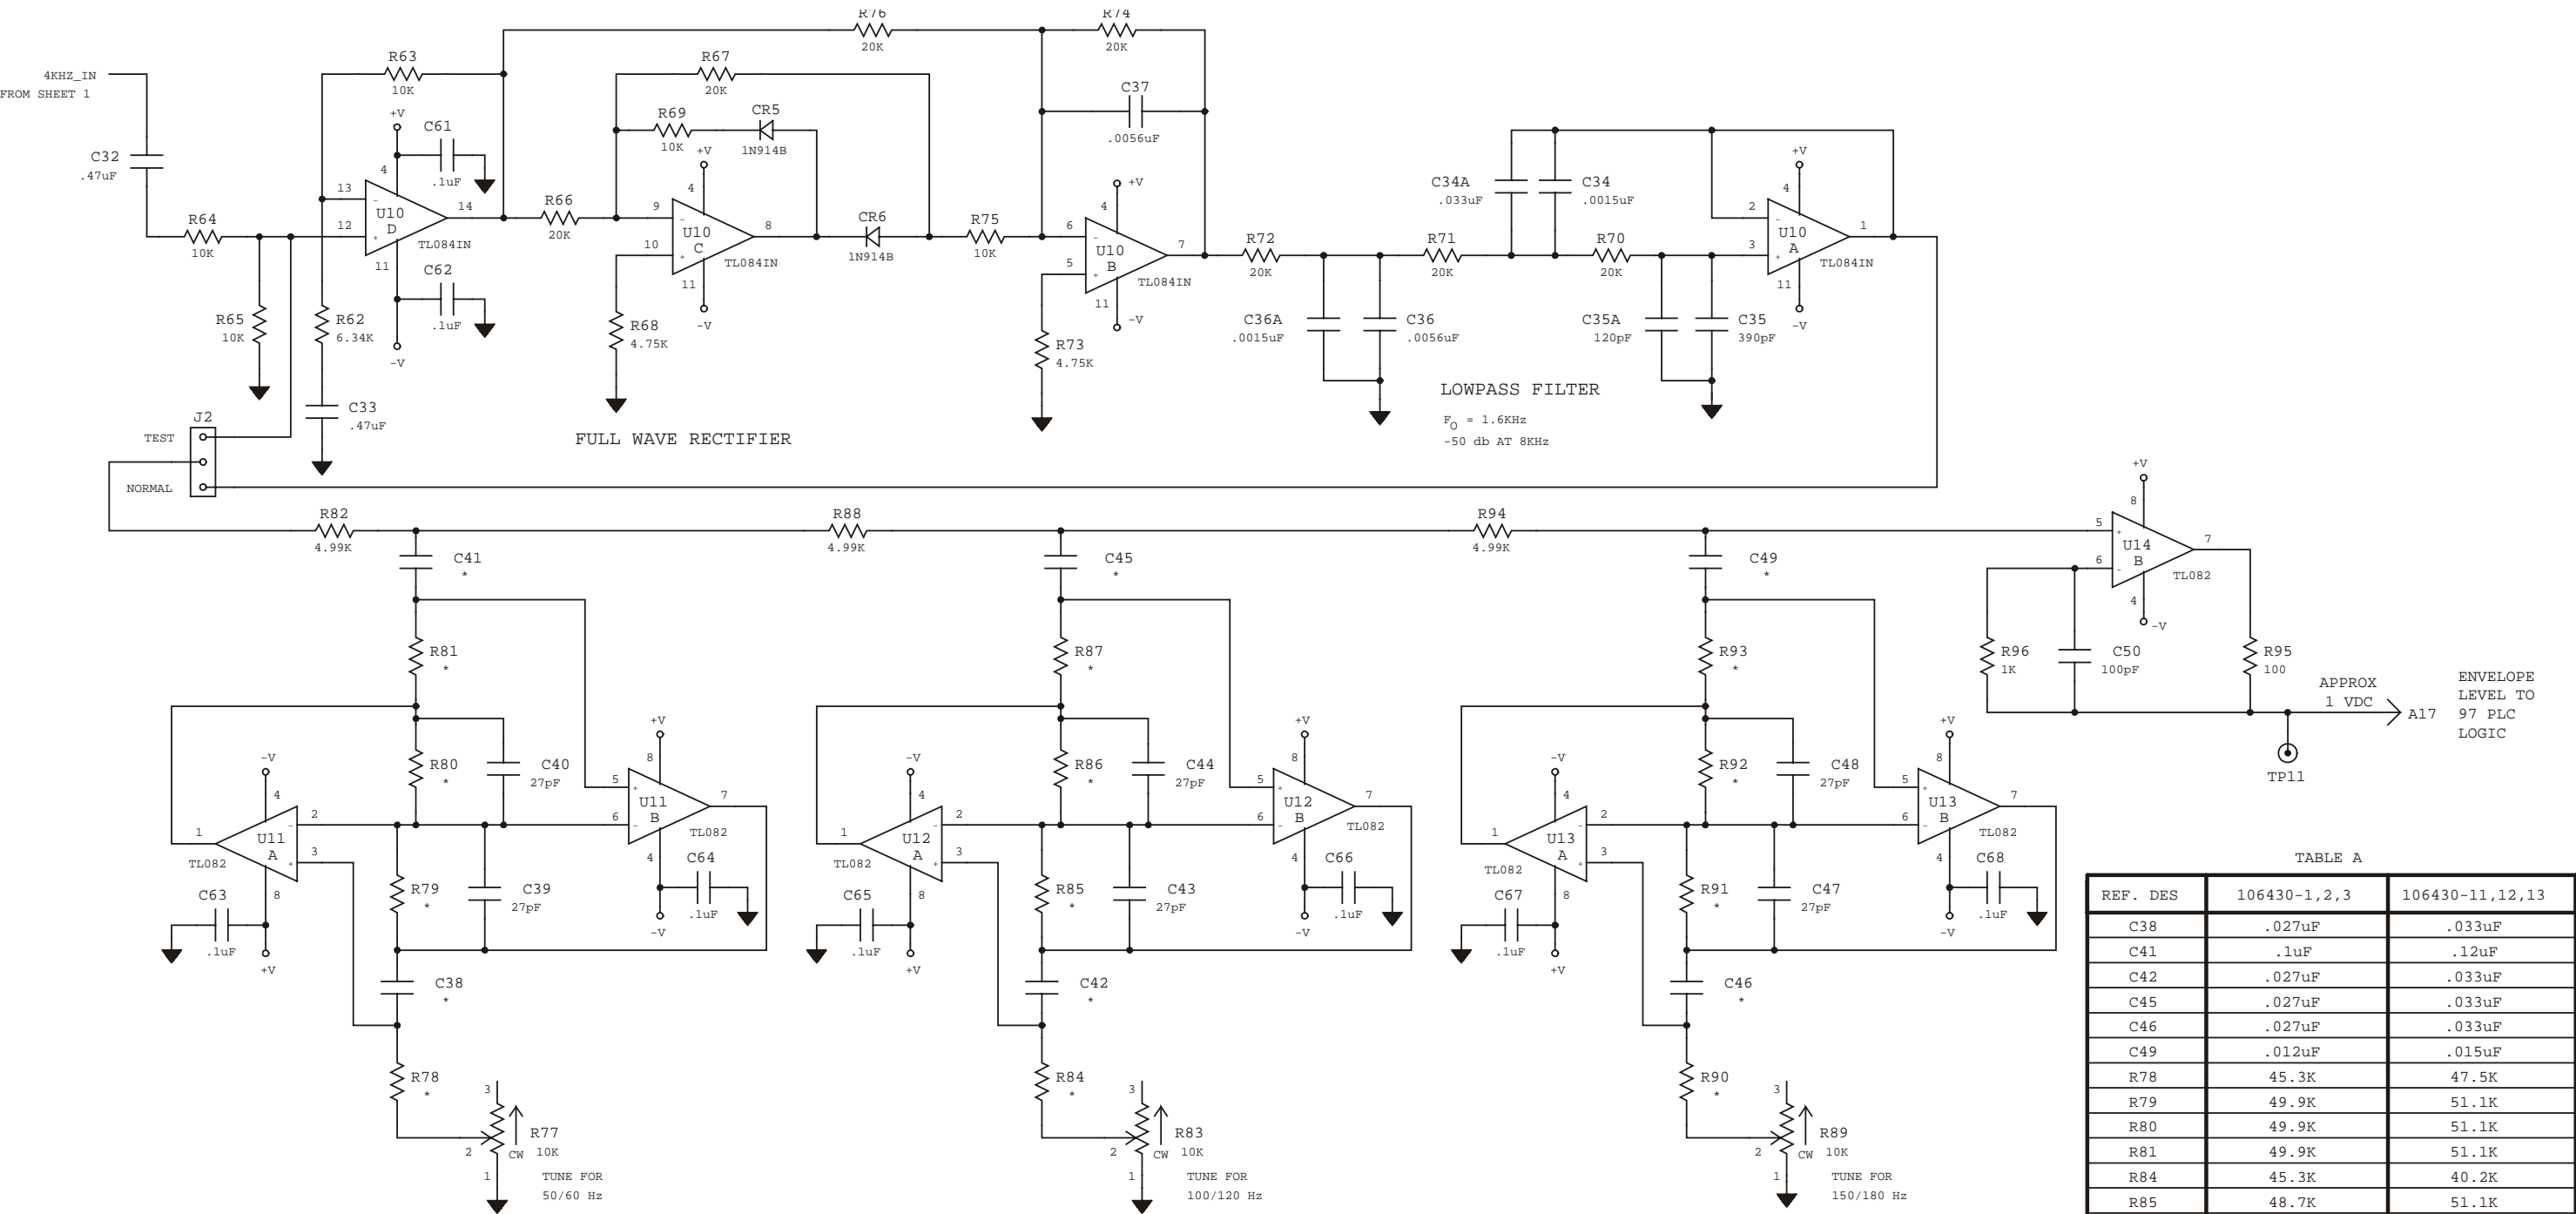 R76
20K
R74
20K
4KHZ_IN
FROM SHEET 1
R63
10K
R67
20K
C37
.0056uF
+V
C61
.1uF
R69
10K
CR5
1N914B
C32
.47uF
4
13
12
14
11
U10
D
TL084IN
R64
10K
R66
20K
+V
4
9
10
8
11
U10
C
TL084IN
-V
CR6
1N914B
R75
10K
+V
4
6
5
7
11
U10
B
TL084IN
-V
R72
20K
R71
20K
R70
20K
C34A
.033uF
C34
.0015uF
+V
4
2
3
1
11
U10
A
TL084IN
-V
C62
.1uF
-V
R65
10K
R62
6.34K
R68
4.75K
R73
4.75K
C36A
.0015uF
C36
.0056uF
C35A
120pF
C35
390pF
LOWPASS FILTER
FO = 1.6KHz
-50 db AT 8KHz
C33
.47uF
J2
TEST
NORMAL
FULL WAVE RECTIFIER
R82
4.99K
R88
4.99K
R94
4.99K
+V
8
5
6
7
4
U14
B
TL082
-V
C41
*
C45
*
C49
*
R81
*
R87
*
R93
*
R96
1K
C50
100pF
R95
100
APPROX
1 VDC
A17
ENVELOPE
LEVEL TO
97 PLC
LOGIC
TP11
R80
*
C40
27pF
-V
4
2
3
1
8
U11
A
TL082
+V
+V
8
5
6
7
4
U11
B
TL082
-V
C64
.1uF
C63
.1uF
R79
*
C39
27pF
C38
*
R78
*
3
2
1
R77
10K
CW
TUNE FOR
50/60 Hz
R86
*
C44
27pF
-V
4
2
3
1
8
U12
A
TL082
+V
+V
8
5
6
7
4
U12
B
TL082
-V
C66
.1uF
C65
.1uF
R85
*
C43
27pF
C42
*
R84
*
3
2
1
R83
10K
CW
TUNE FOR
100/120 Hz
R92
*
C48
27pF
-V
4
2
3
1
8
U13
A
TL082
+V
+V
8
5
6
7
4
U13
B
TL082
-V
C68
.1uF
C67
.1uF
R91
*
C47
27pF
C46
*
R90
*
3
2
1
R89
10K
CW
TUNE FOR
150/180 Hz
TABLE A
REF. DES 106430-1,2,3 106430-11,12,13
C38 .027uF .033uF
C41 .1uF .12uF
C42 .027uF .033uF
C45 .027uF .033uF
C46 .027uF .033uF
C49 .012uF .015uF
R78 45.3K 47.5K
R79 49.9K 51.1K
R80 49.9K 51.1K
R81 49.9K 51.1K
R84 45.3K 40.2K
R85 48.7K 51.1K